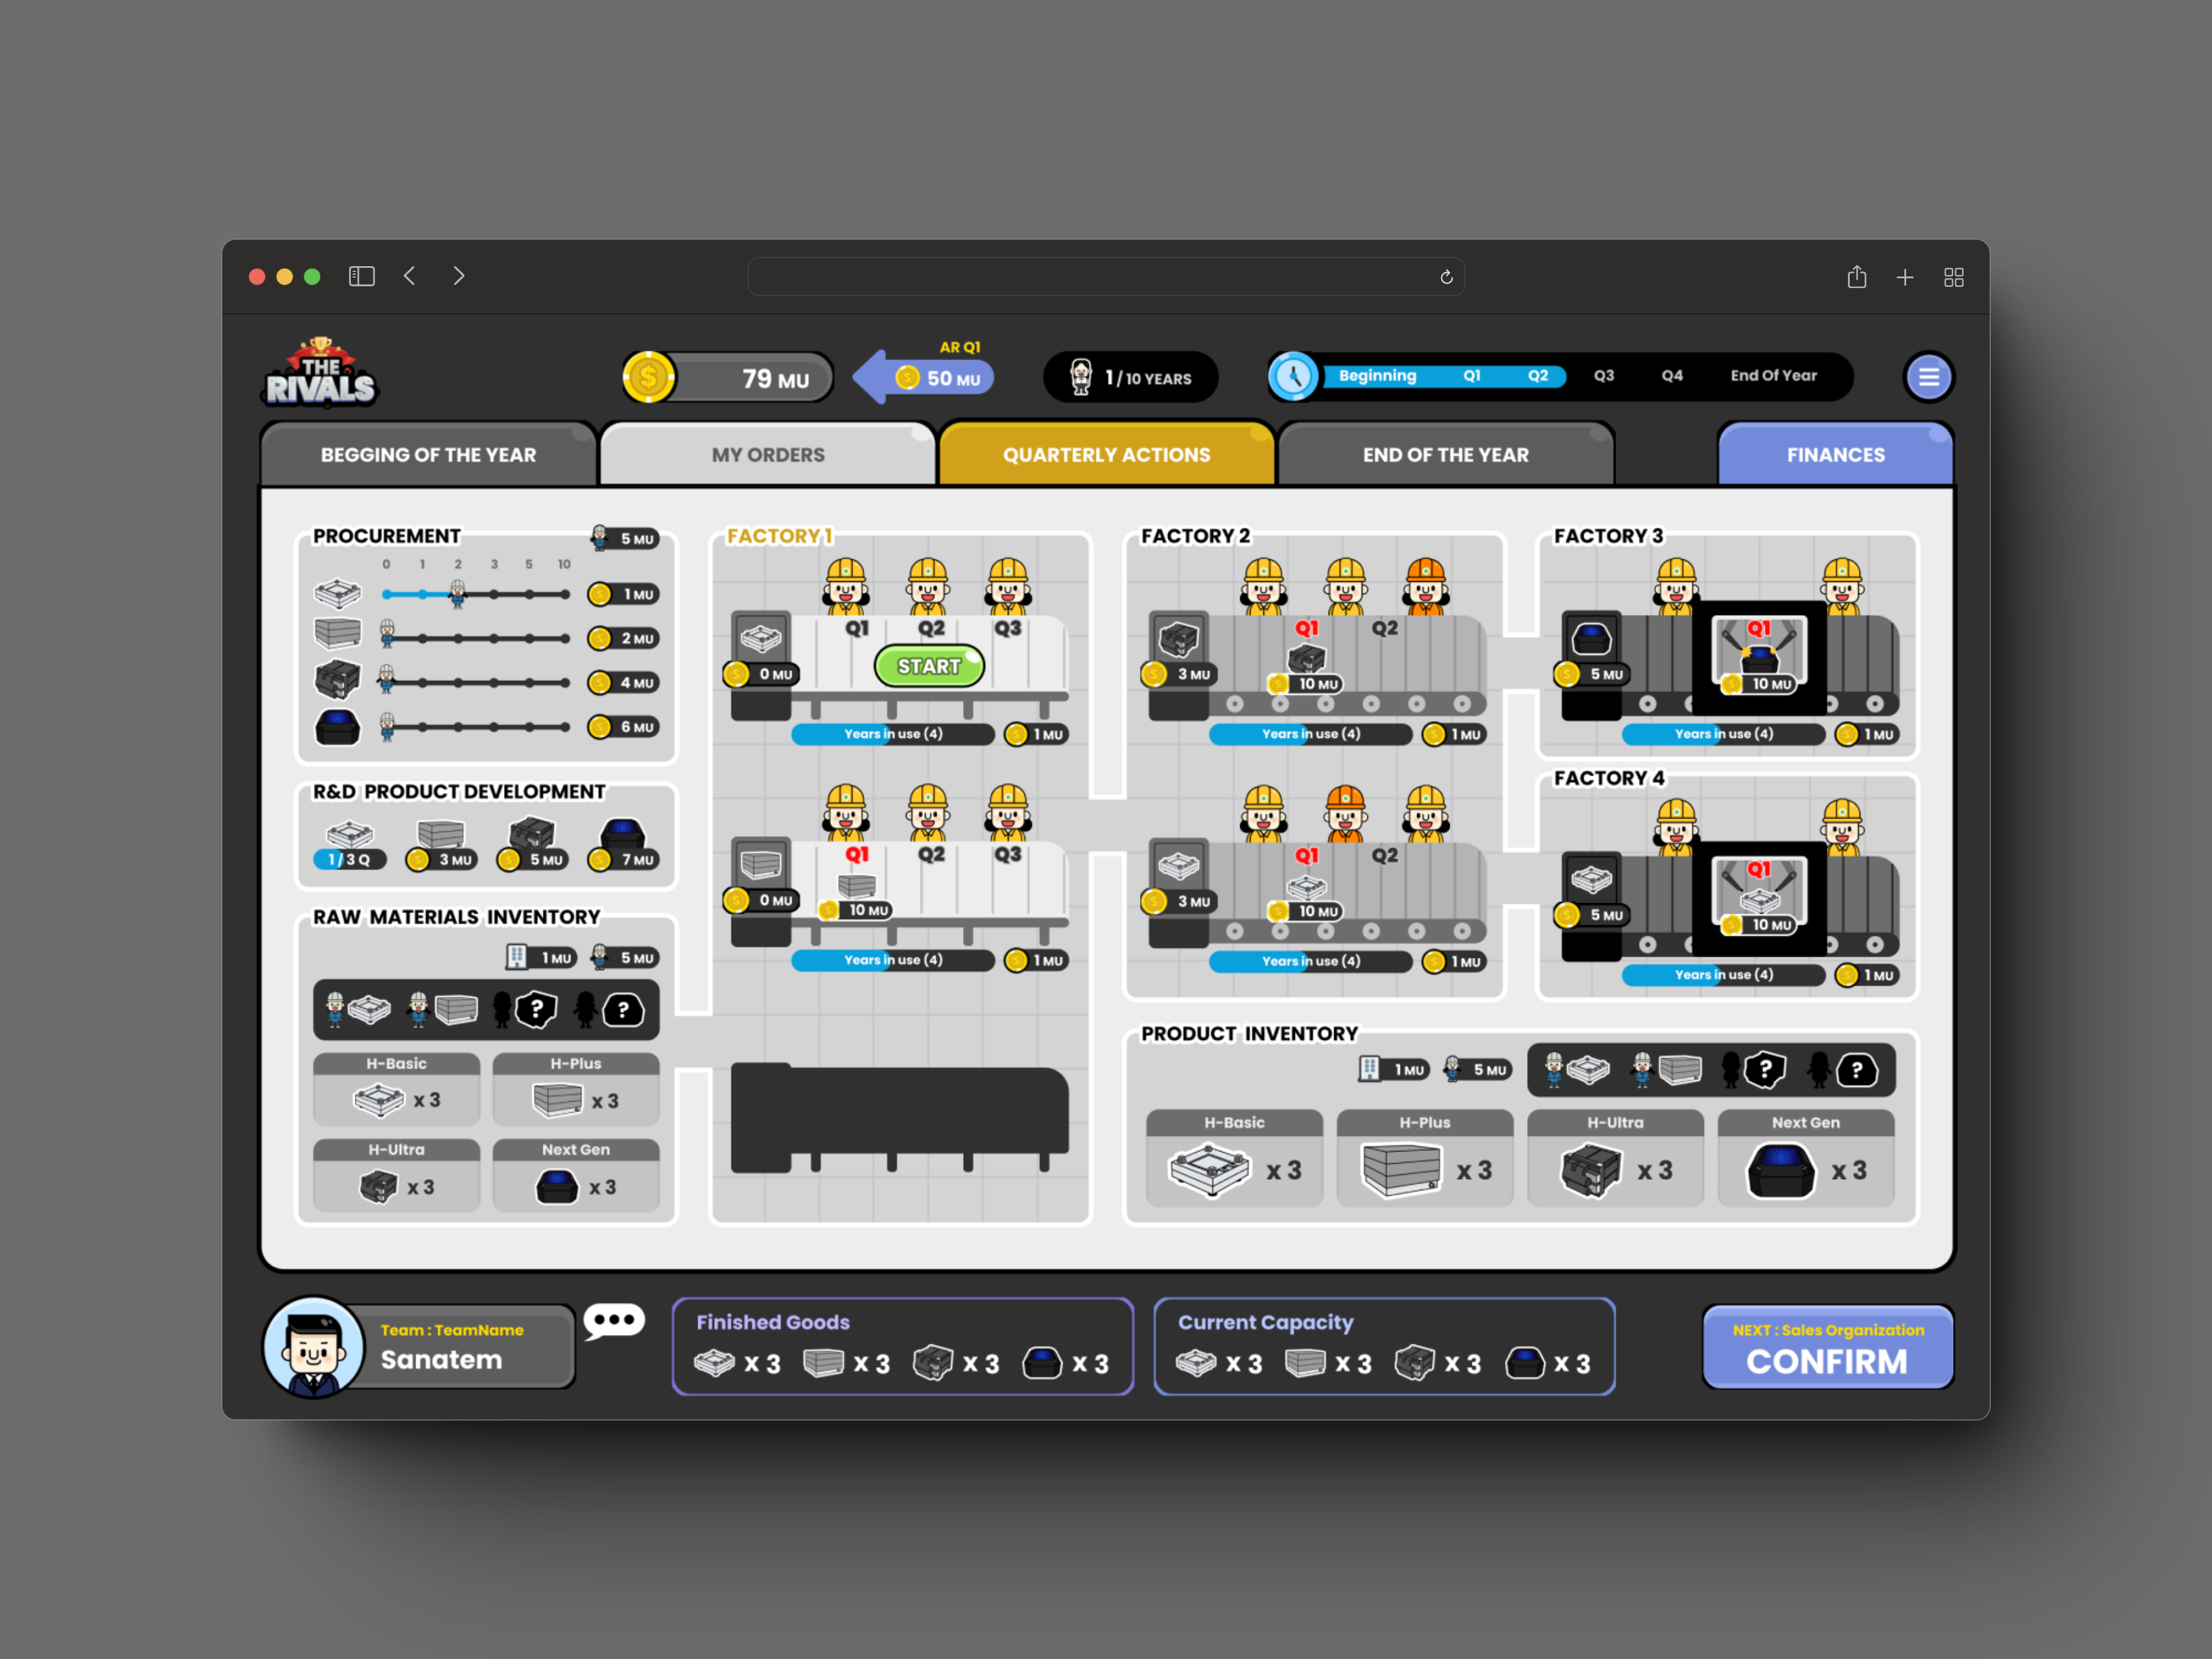 THE
RIVALS
79 MU
AR Q1
50 MU
1 / 10 YEARS
Beginning Q1 Q2 Q3 Q4 End Of Year
BEGGING OF THE YEAR
MY ORDERS
QUARTERLY ACTIONS
END OF THE YEAR
FINANCES
PROCUREMENT
5 MU
0 1 2 3 5 10
1 MU
2 MU
4 MU
6 MU
R&D PRODUCT DEVELOPMENT
1 / 3 Q
3 MU
5 MU
7 MU
RAW MATERIALS INVENTORY
1 MU
5 MU
? ?
H-Basic
x 3
H-Plus
x 3
H-Ultra
x 3
Next Gen
x 3
FACTORY 1
Q1 Q2 Q3
START
0 MU
Years in use (4)
1 MU
Q1 Q2 Q3
0 MU
10 MU
Years in use (4)
1 MU
FACTORY 2
Q1 Q2
3 MU
10 MU
Years in use (4)
1 MU
Q1 Q2
3 MU
10 MU
Years in use (4)
1 MU
FACTORY 3
Q1
5 MU
10 MU
Years in use (4)
1 MU
FACTORY 4
Q1
5 MU
10 MU
Years in use (4)
1 MU
PRODUCT INVENTORY
1 MU
5 MU
? ?
H-Basic
x 3
H-Plus
x 3
H-Ultra
x 3
Next Gen
x 3
Team : TeamName
Sanatem
Finished Goods
x 3 x 3 x 3 x 3
Current Capacity
x 3 x 3 x 3 x 3
NEXT : Sales Organization
CONFIRM